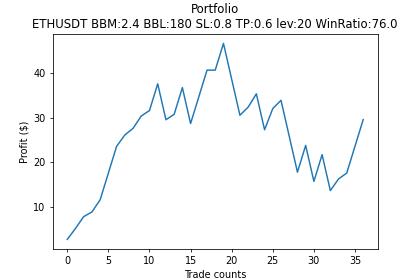 Portfolio
ETHUSDT BBM:2.4 BBL:180 SL:0.8 TP:0.6 lev:20 WinRatio:76.0
Profit ($)
40
30
20
10
0 5 10 15 20 25 30 35
Trade counts